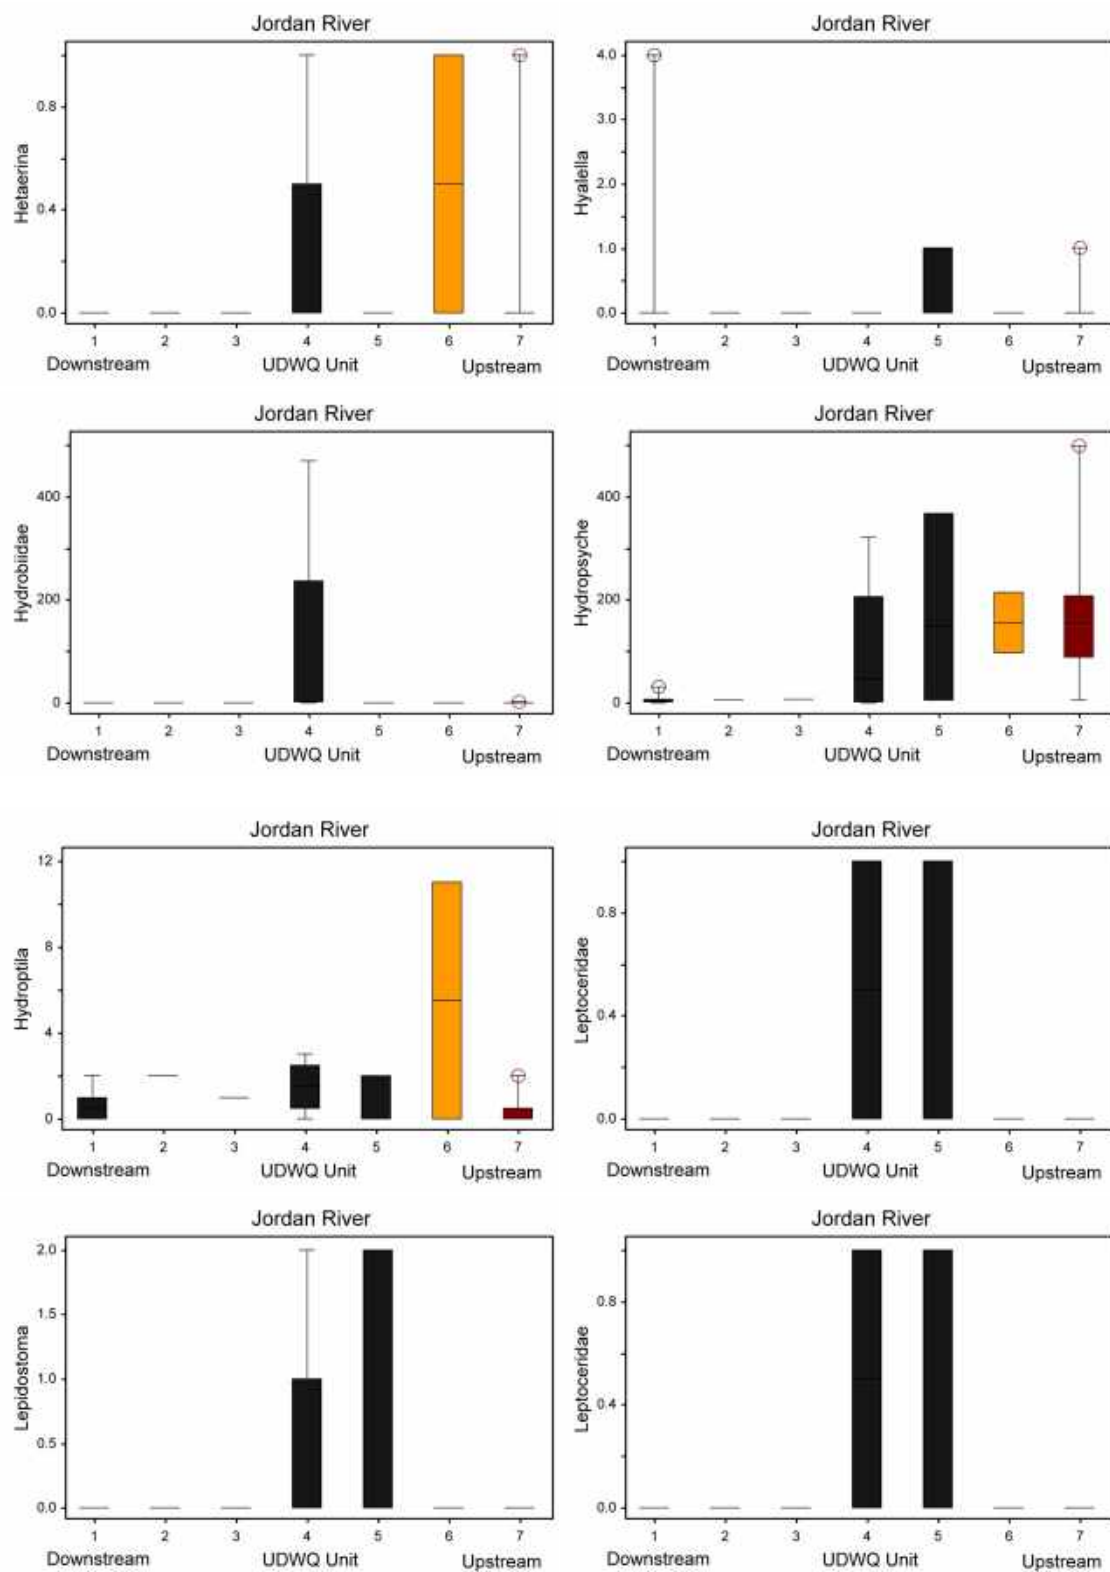 Jordan River
Hetaerina
0.8
0.4
0.0
1 2 3 4 5 6 7
Downstream UDWQ Unit Upstream
Jordan River
Hyalella
4.0
3.0
2.0
1.0
0.0
1 2 3 4 5 6 7
Downstream UDWQ Unit Upstream
Jordan River
Hydrobiidae
400
200
0
1 2 3 4 5 6 7
Downstream UDWQ Unit Upstream
Jordan River
Hydropsyche
400
200
0
1 2 3 4 5 6 7
Downstream UDWQ Unit Upstream
Jordan River
Hydroptila
12
8
4
0
1 2 3 4 5 6 7
Downstream UDWQ Unit Upstream
Jordan River
Leptoceridae
0.8
0.4
0.0
1 2 3 4 5 6 7
Downstream UDWQ Unit Upstream
Jordan River
Lepidostoma
2.0
1.5
1.0
0.5
0.0
1 2 3 4 5 6 7
Downstream UDWQ Unit Upstream
Jordan River
Leptoceridae
0.8
0.4
0.0
1 2 3 4 5 6 7
Downstream UDWQ Unit Upstream